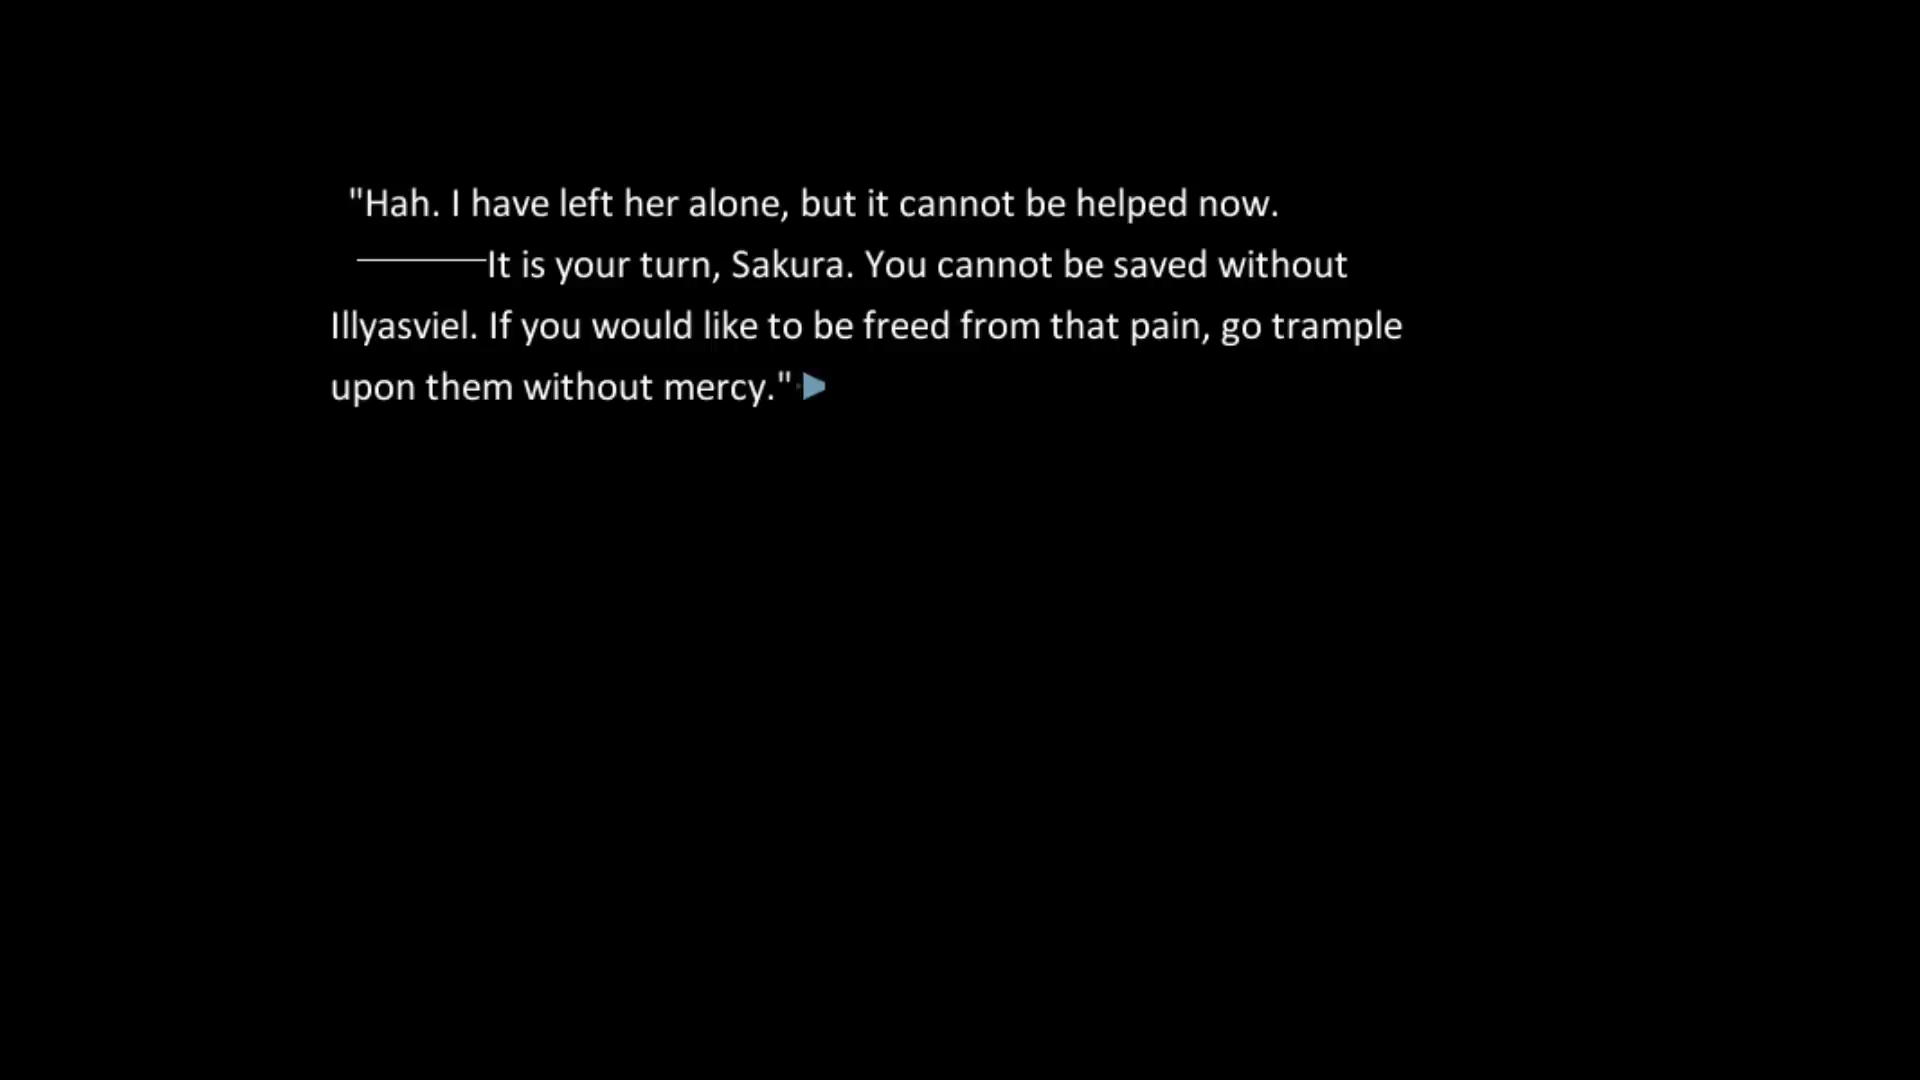 "Hah. I have left her alone, but it cannot be helped now.
————It is your turn, Sakura. You cannot be saved without
Illyasviel. If you would like to be freed from that pain, go trample
upon them without mercy."